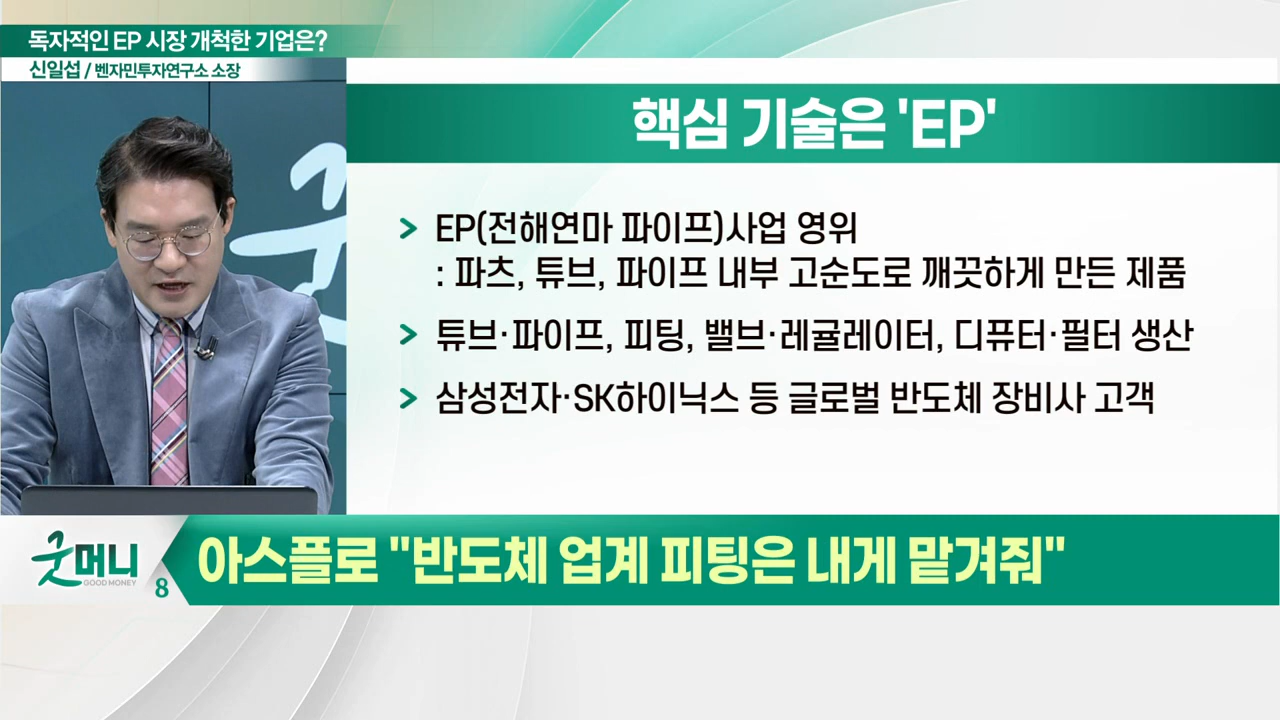 독자적인 EP 시장 개척한 기업은?
신일섭 / 벤자민투자연구소 소장
핵심 기술은 'EP'
> EP(전해연마 파이프)사업 영위
: 파츠, 튜브, 파이프 내부 고순도로 깨끗하게 만든 제품
> 튜브·파이프, 피팅, 밸브·레귤레이터, 디퓨터·필터 생산
> 삼성전자·SK하이닉스 등 글로벌 반도체 장비사 고객
굿머니
GOOD MONEY
8
아스플로 "반도체 업계 피팅은 내게 맡겨줘"